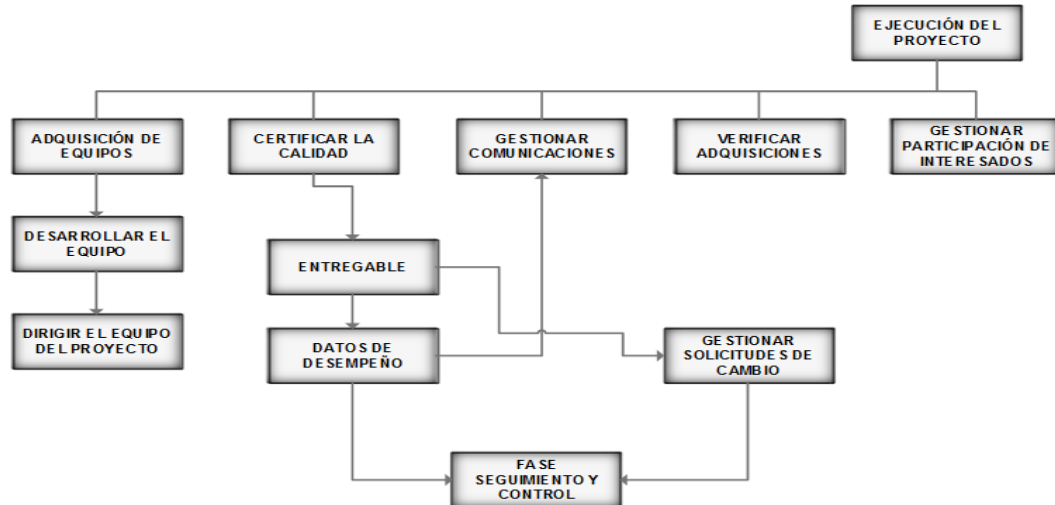 EJECUCIÓN DEL
PROYECTO
ADQUISICIÓN DE
EQUIPOS
CERTIFICAR LA
CALIDAD
GESTIONAR
COMUNICACIONES
VERIFICAR
ADQUISICIONES
GESTIONAR
PARTICIPACIÓN DE
INTERESADOS
DESARROLLAR EL
EQUIPO
ENTREGABLE
DIRIGIR EL EQUIPO
DEL PROYECTO
DATOS DE
DESEMPEÑO
GESTIONAR
SOLICITUDES DE
CAMBIO
FASE
SEGUIMIENTO Y
CONTROL